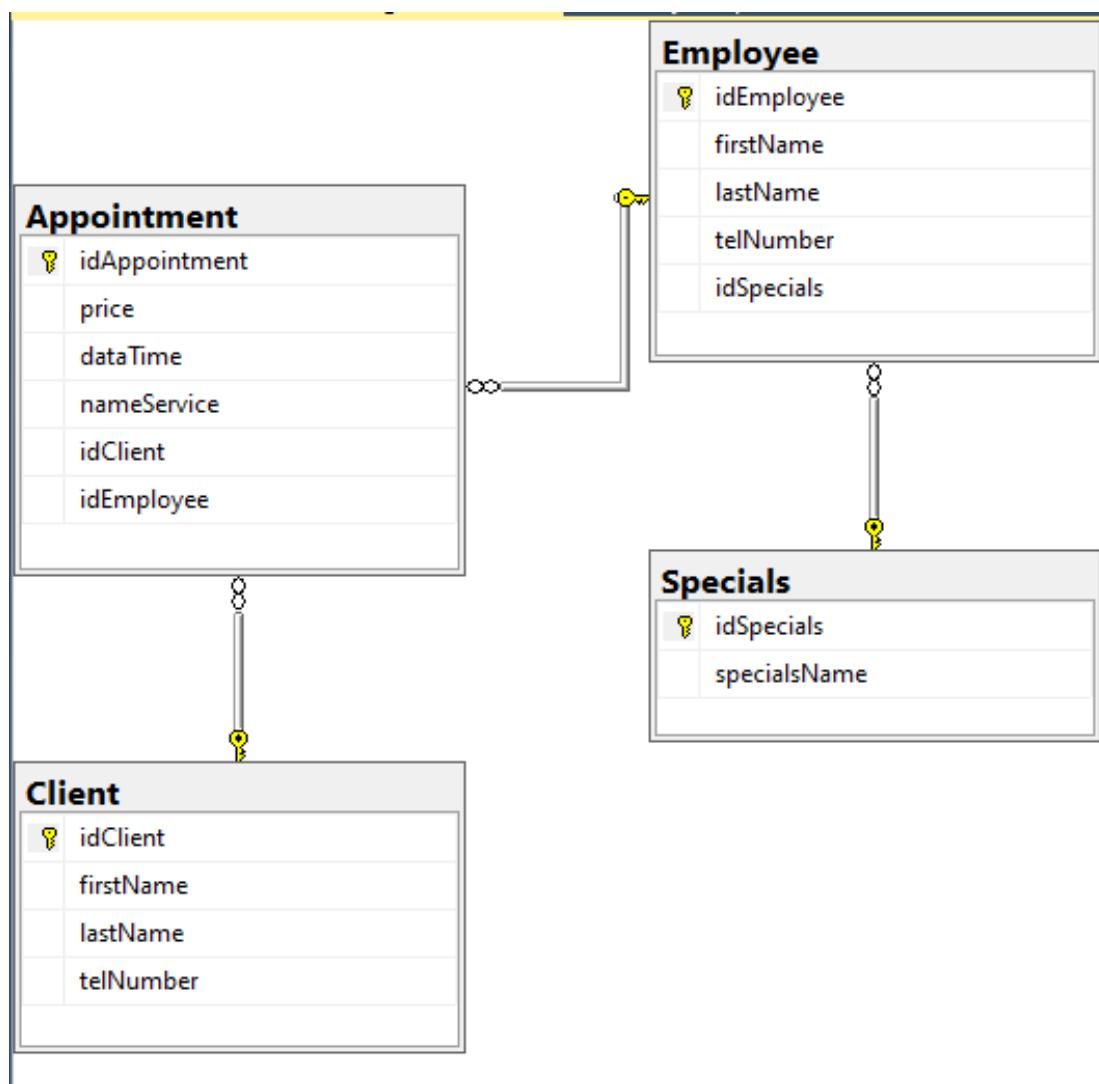 Employee
idEmployee
firstName
lastName
telNumber
idSpecials
Appointment
idAppointment
price
dataTime
nameService
idClient
idEmployee
Specials
idSpecials
specialsName
Client
idClient
firstName
lastName
telNumber